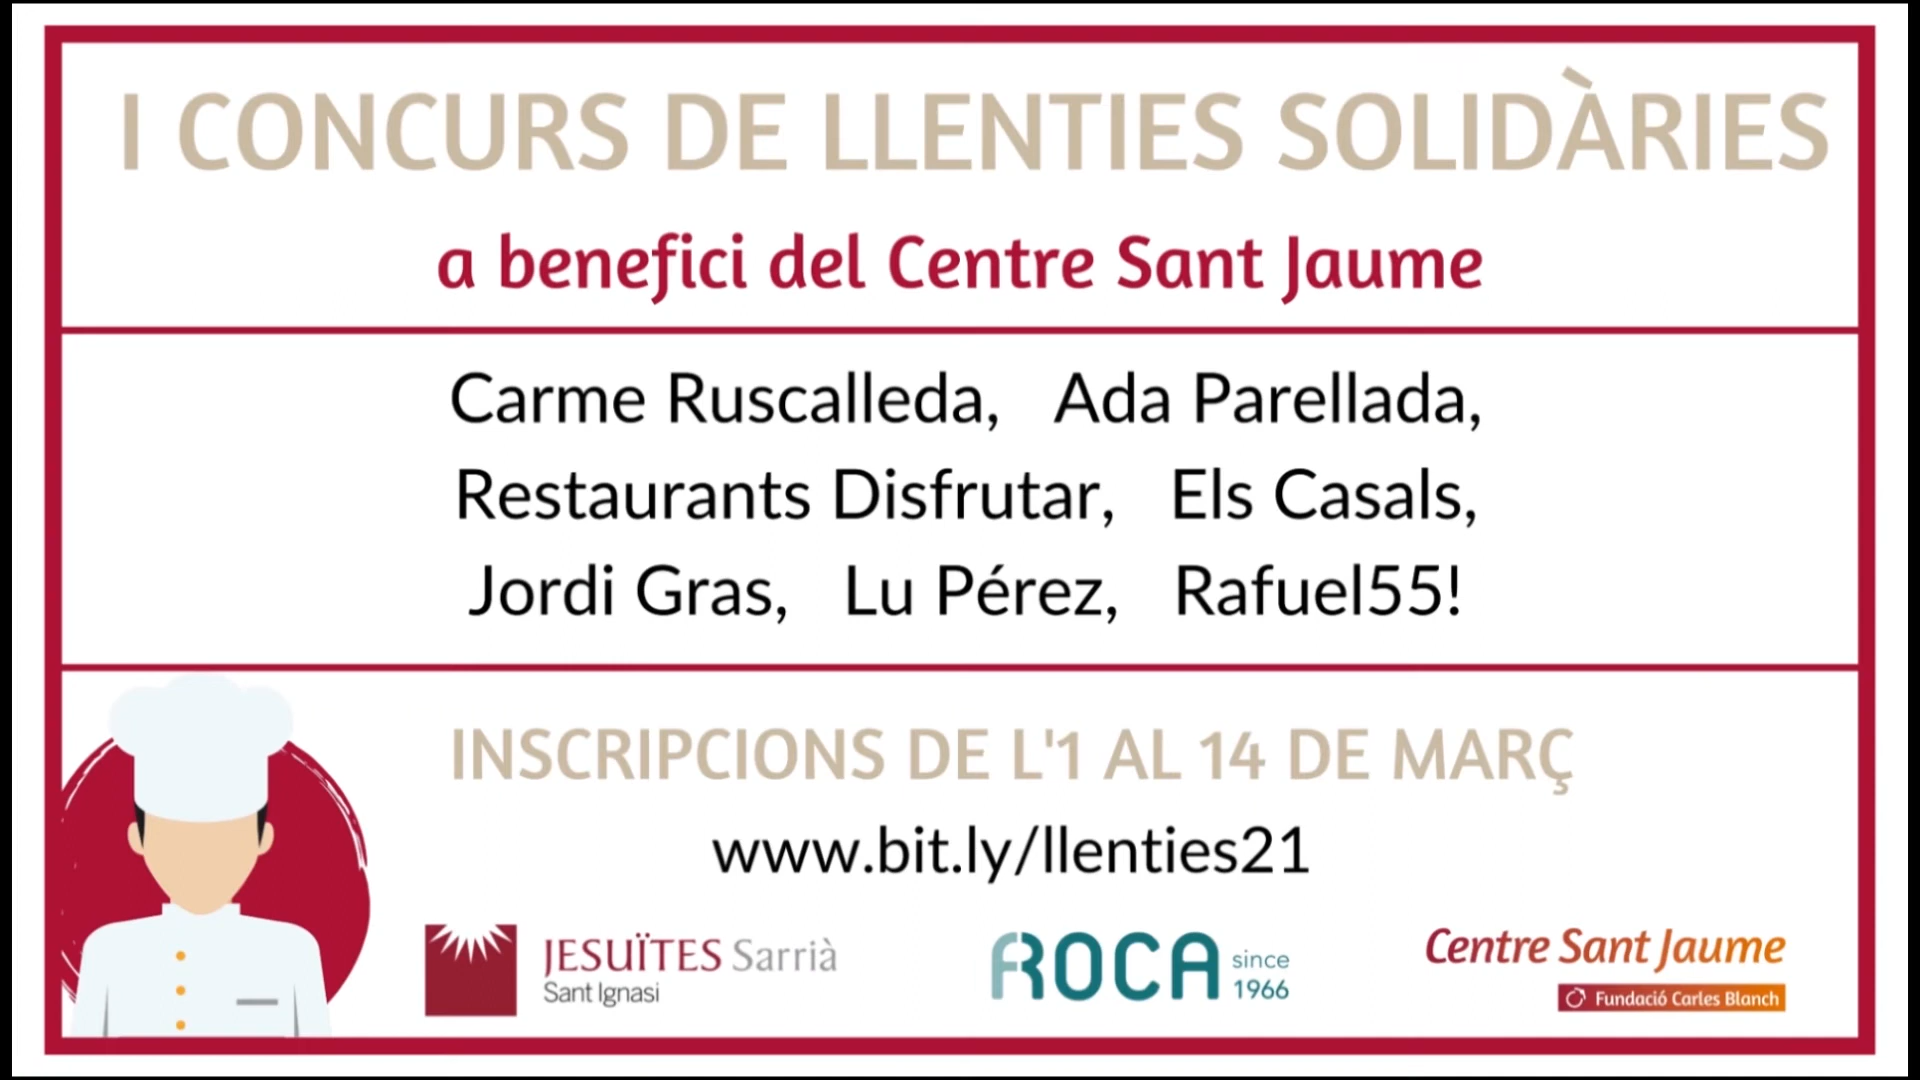 I CONCURS DE LLENTIES SOLIDÀRIES
a benefici del Centre Sant Jaume
Carme Ruscalleda, Ada Parellada,
Restaurants Disfrutar, Els Casals,
Jordi Gras, Lu Pérez, Rafuel55!
INSCRIPCIONS DE L'1 AL 14 DE MARÇ
www.bit.ly/llenties21
JESUÏTES Sarrià
Sant Ignasi
ROCA since
1966
Centre Sant Jaume
Fundació Carles Blanch